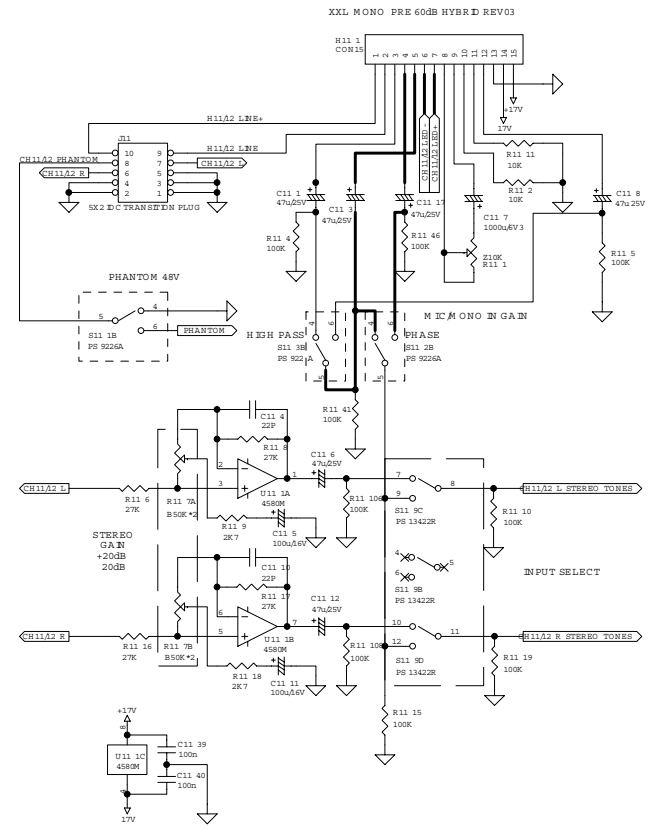 XXL MONO PRE 60dB HYBRID REV03
H11 1
CON15
1 2 3 4 5 6 7 8 9 10 11 12 13 14 15
+17V
17V
H11/12 LINE+
J11
H11/12 LINE
CH11/12 PHANTOM
10 9
8 7
6 5
4 3
2 1
CH11/12 L
CH11/12 R
5X2 IDC TRANSITION PLUG
CH11/12 LED-
CH11/12 LED+
R11 11
10K
R11 2
10K
C11 1
47u/25V
C11 3
47u/25V
C11 17
47u/25V
C11 7
1000u/6V3
C11 8
47u 25V
R11 4
100K
R11 46
100K
Z10K
R11 1
R11 5
100K
PHANTOM 48V
5
4
6
PHANTOM
S11 1B
PS 9226A
MIC/MONO IN GAIN
4 6 4 6
HIGH PASS
PHASE
S11 3B
PS 922 A
S11 2B
PS 9226A
5 5
R11 41
100K
C11 4
22P
R11 8
27K
C11 6
47u/25V
2
3
1
U11 1A
4580M
CH11/12 L
R11 6
27K
R11 7A
B50K*2
R11 9
2K7
C11 5
100u/16V
R11 106
100K
7
9
8
S11 9C
PS 13422R
CH11/12 L STEREO TONES
R11 10
100K
STEREO
GAIN
+20dB
20dB
4
6
5
S11 9B
PS 13422R
INPUT SELECT
C11 10
22P
R11 17
27K
C11 12
47u/25V
6
5
7
U11 1B
4580M
CH11/12 R
R11 16
27K
R11 7B
B50K*2
R11 18
2K7
C11 11
100u/16V
R11 108
100K
10
12
11
S11 9D
PS 13422R
CH11/12 R STEREO TONES
R11 19
100K
R11 15
100K
+17V
8
U11 1C
4580M
4
17V
C11 39
100n
C11 40
100n